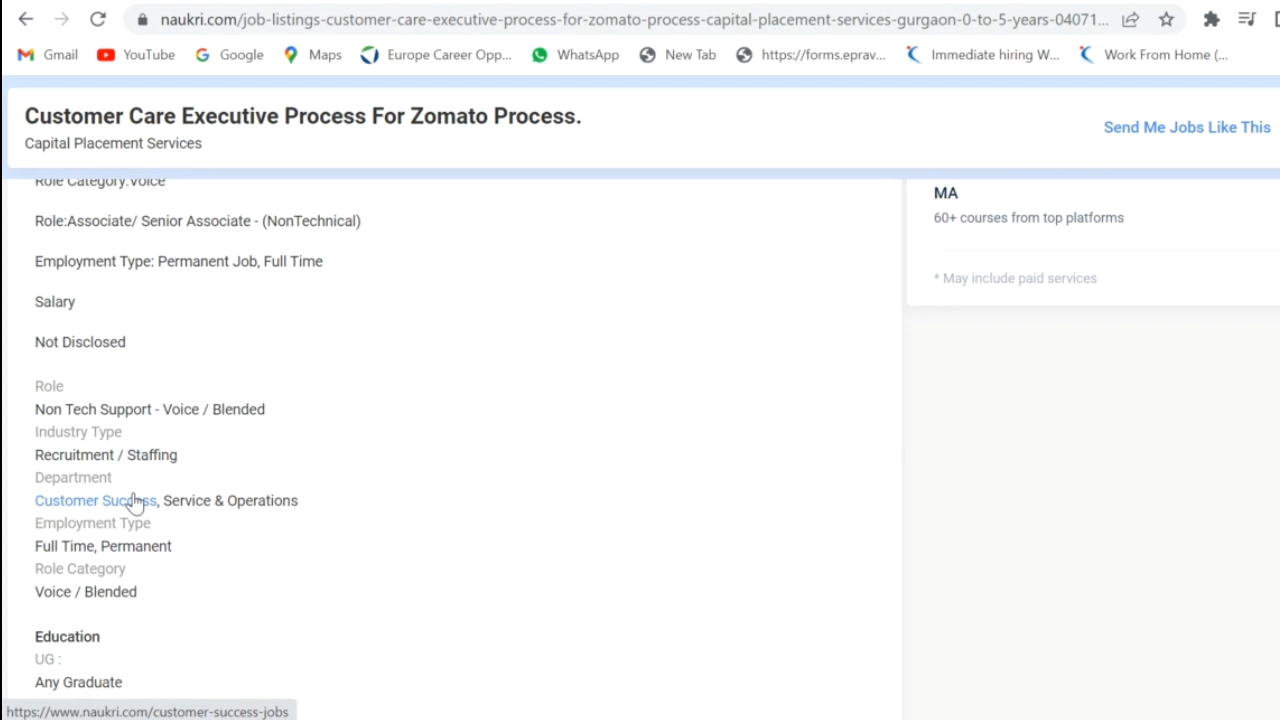 naukri.com/job-listings-customer-care-executive-process-for-zomato-process-capital-placement-services-gurgaon-0-to-5-years-04071...
Gmail YouTube Google Maps Europe Career Opp... WhatsApp New Tab https://forms.eprav... Immediate hiring W... Work From Home (...
Customer Care Executive Process For Zomato Process.
Capital Placement Services
Send Me Jobs Like This
Role Category:Voice
Role:Associate/ Senior Associate - (NonTechnical)
Employment Type: Permanent Job, Full Time
Salary
Not Disclosed
Role
Non Tech Support - Voice / Blended
Industry Type
Recruitment / Staffing
Department
Customer Success, Service & Operations
Employment Type
Full Time, Permanent
Role Category
Voice / Blended
Education
UG :
Any Graduate
MA
60+ courses from top platforms
* May include paid services
https://www.naukri.com/customer-success-jobs